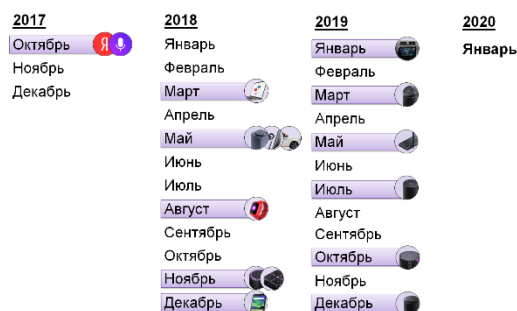 2017
Октябрь Я
Ноябрь
Декабрь
2018
Январь
Февраль
Март
Апрель
Май
Июнь
Июль
Август
Сентябрь
Октябрь
Ноябрь
Декабрь
2019
Январь
Февраль
Март
Апрель
Май
Июнь
Июль
Август
Сентябрь
Октябрь
Ноябрь
Декабрь
2020
Январь